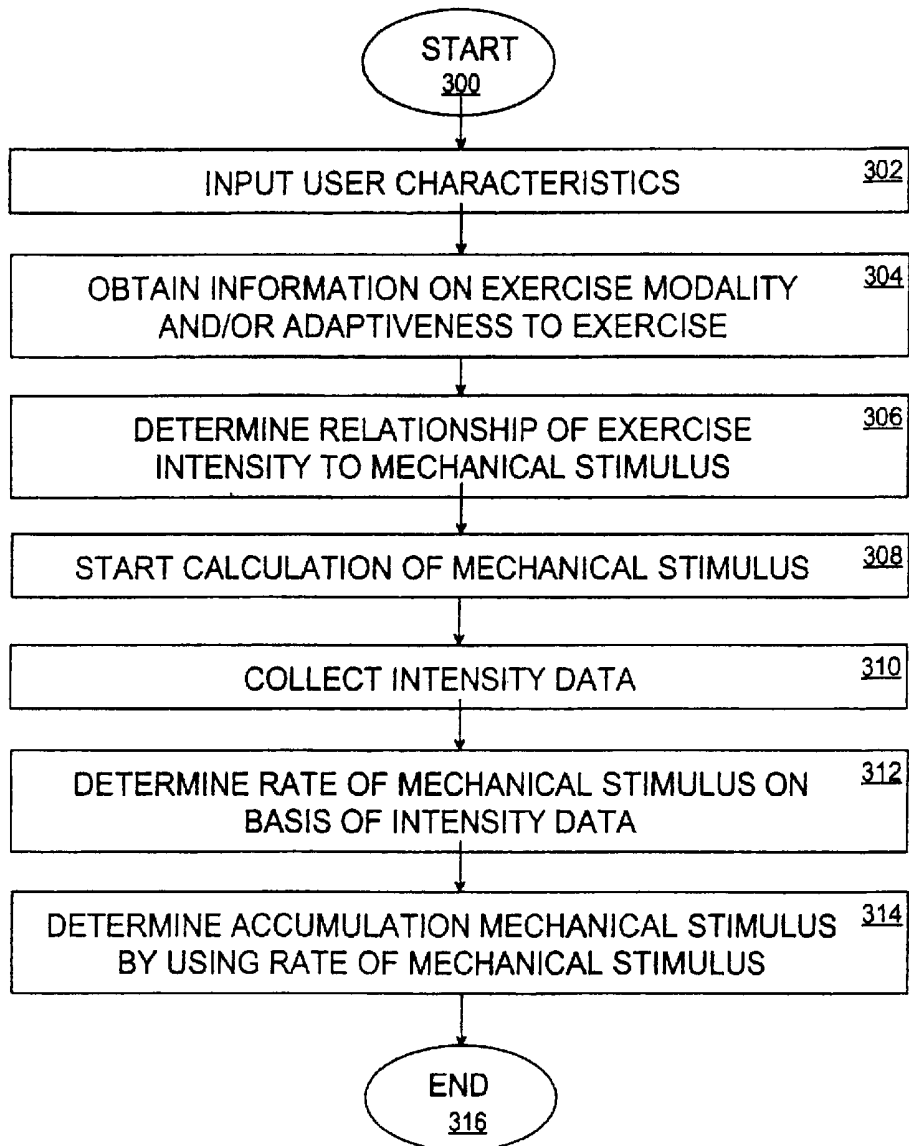 START
300
INPUT USER CHARACTERISTICS
302
OBTAIN INFORMATION ON EXERCISE MODALITY
AND/OR ADAPTIVENESS TO EXERCISE
304
DETERMINE RELATIONSHIP OF EXERCISE
INTENSITY TO MECHANICAL STIMULUS
306
START CALCULATION OF MECHANICAL STIMULUS
308
COLLECT INTENSITY DATA
310
DETERMINE RATE OF MECHANICAL STIMULUS ON
BASIS OF INTENSITY DATA
312
DETERMINE ACCUMULATION MECHANICAL STIMULUS
BY USING RATE OF MECHANICAL STIMULUS
314
END
316